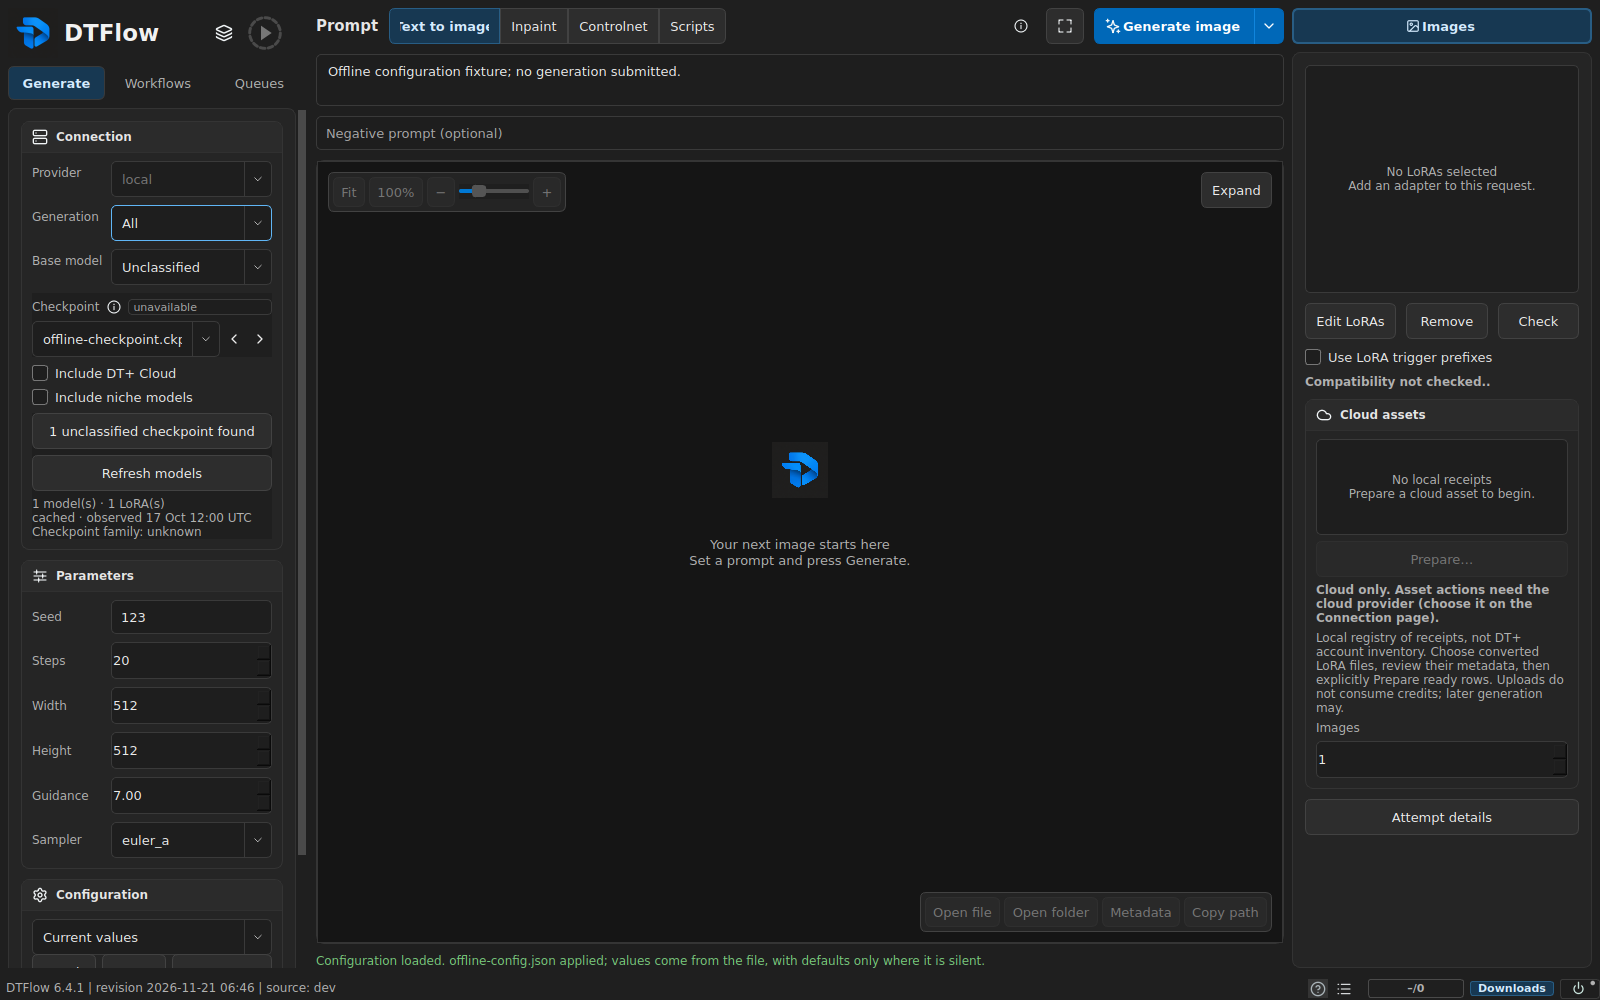 DTFlow
Generate
Workflows
Queues
Connection
Provider
local
Generation
All
Base model
Unclassified
Checkpoint
unavailable
offline-checkpoint.ckp
Include DT+ Cloud
Include niche models
1 unclassified checkpoint found
Refresh models
1 model(s) · 1 LoRA(s)
cached · observed 17 Oct 12:00 UTC
Checkpoint family: unknown
Parameters
Seed
123
Steps
20
Width
512
Height
512
Guidance
7.00
Sampler
euler_a
Configuration
Current values
Prompt
Text to image
Inpaint
Controlnet
Scripts
Generate image
Offline configuration fixture; no generation submitted.
Negative prompt (optional)
Fit
100%
−
+
Expand
Your next image starts here
Set a prompt and press Generate.
Open file
Open folder
Metadata
Copy path
Configuration loaded. offline-config.json applied; values come from the file, with defaults only where it is silent.
Images
No LoRAs selected
Add an adapter to this request.
Edit LoRAs
Remove
Check
Use LoRA trigger prefixes
Compatibility not checked..
Cloud assets
No local receipts
Prepare a cloud asset to begin.
Prepare...
Cloud only. Asset actions need the
cloud provider (choose it on the
Connection page).
Local registry of receipts, not DT+
account inventory. Choose converted
LoRA files, review their metadata, then
explicitly Prepare ready rows. Uploads do
not consume credits; later generation
may.
Images
1
Attempt details
DTFlow 6.4.1 | revision 2026-11-21 06:46 | source: dev
-/0
Downloads